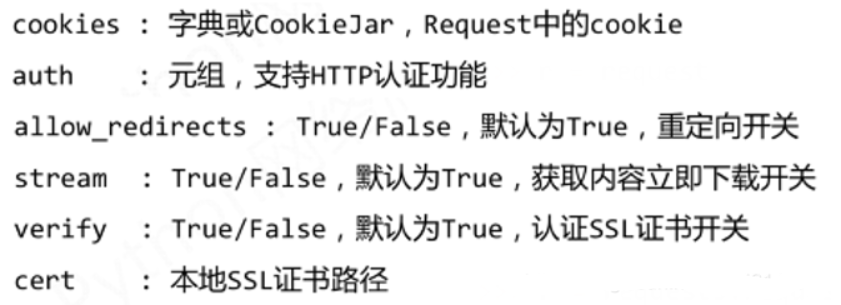 cookies : 字典或CookieJar，Request中的cookie
auth : 元组，支持HTTP认证功能
allow_redirects : True/False，默认为True，重定向开关
stream : True/False，默认为True，获取内容立即下载开关
verify : True/False，默认为True，认证SSL证书开关
cert : 本地SSL证书路径